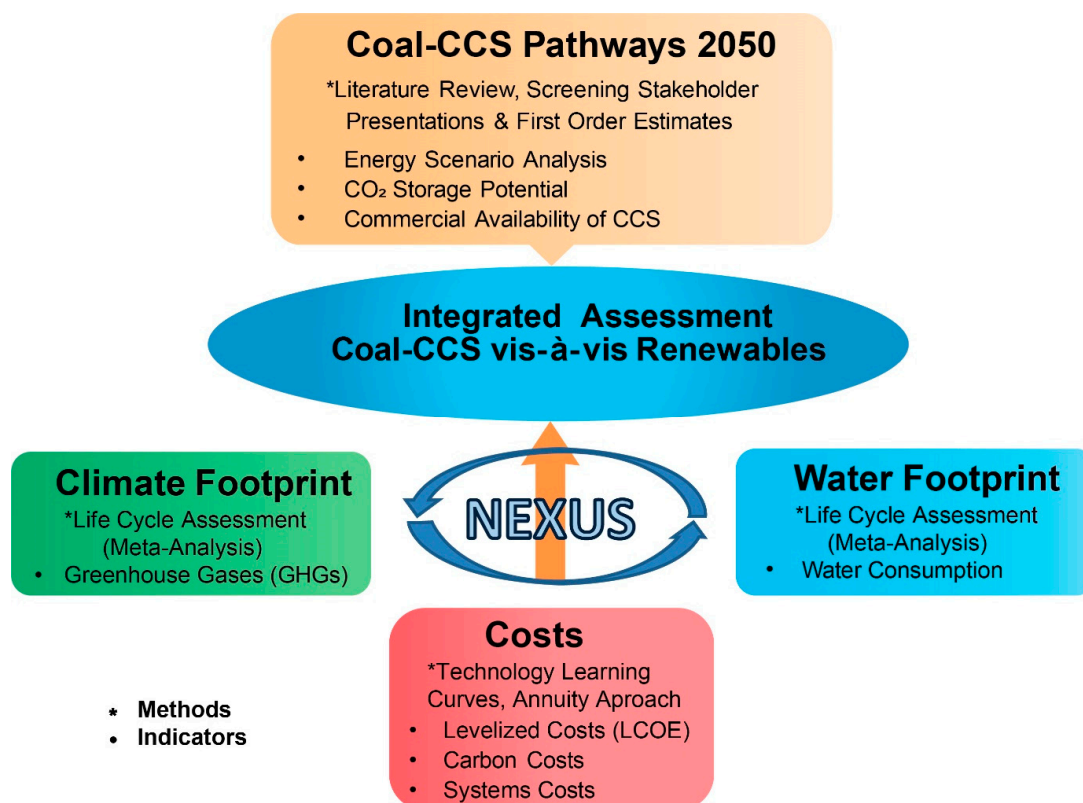 Coal-CCS Pathways 2050
*Literature Review, Screening Stakeholder
Presentations & First Order Estimates
• Energy Scenario Analysis
• CO₂ Storage Potential
• Commercial Availability of CCS
Integrated Assessment
Coal-CCS vis-à-vis Renewables
Climate Footprint
*Life Cycle Assessment
(Meta-Analysis)
• Greenhouse Gases (GHGs)
NEXUS
Water Footprint
*Life Cycle Assessment
(Meta-Analysis)
• Water Consumption
Costs
*Technology Learning
Curves, Annuity Aproach
• Levelized Costs (LCOE)
• Carbon Costs
• Systems Costs
* Methods
• Indicators